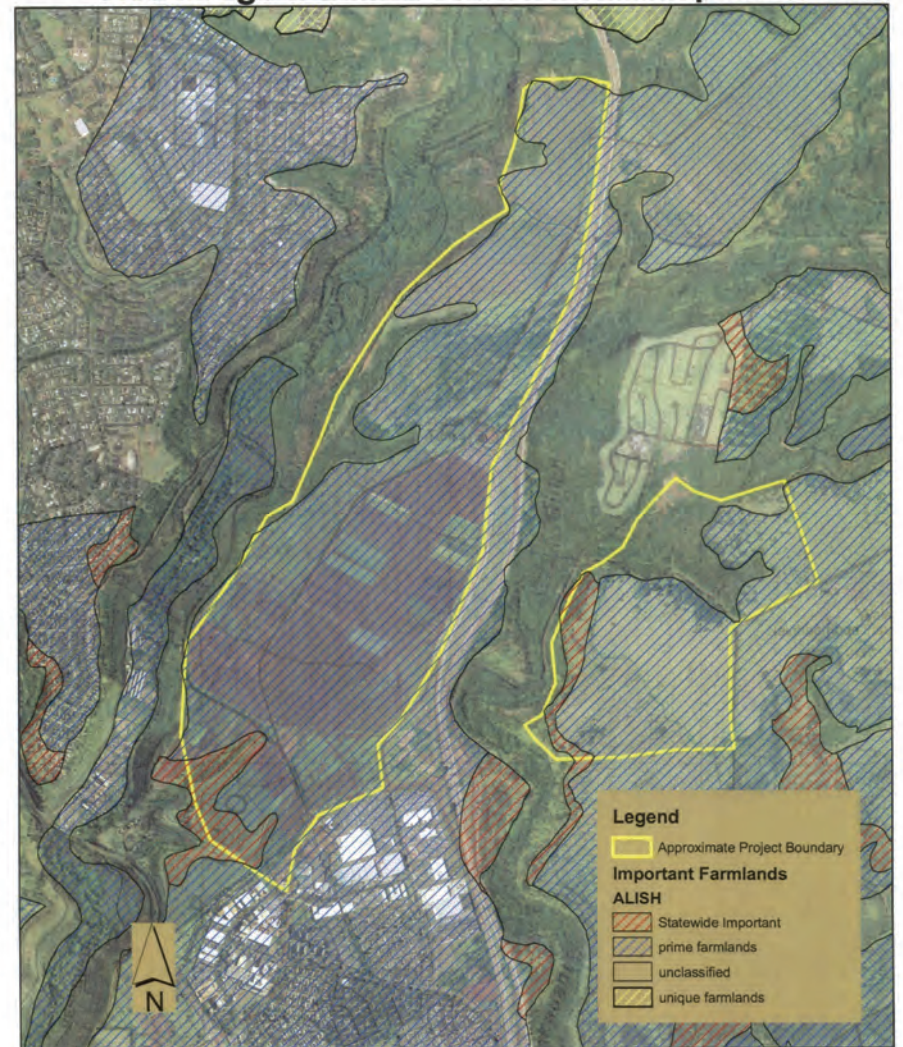 Legend
Approximate Project Boundary
Important Farmlands
ALISH
Statewide Important
prime farmlands
unclassified
unique farmlands
N